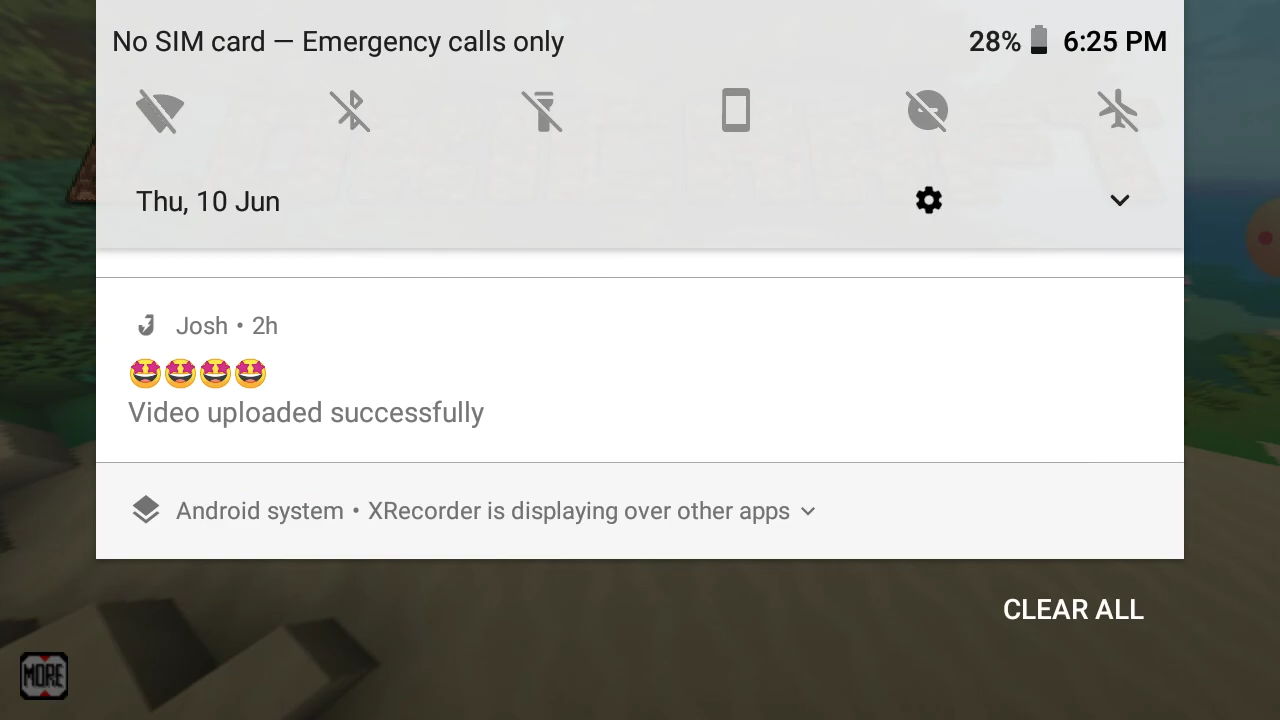 No SIM card — Emergency calls only
28% 6:25 PM
Thu, 10 Jun
Josh • 2h
🤩🤩🤩🤩
Video uploaded successfully
Android system • XRecorder is displaying over other apps
CLEAR ALL
MORE